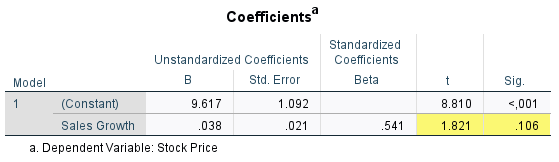 Coefficientsa
Unstandardized Coefficients Standardized Coefficients
Model B Std. Error Beta t Sig.
1 (Constant) 9.617 1.092 8.810 <,001
Sales Growth .038 .021 .541 1.821 .106
a. Dependent Variable: Stock Price